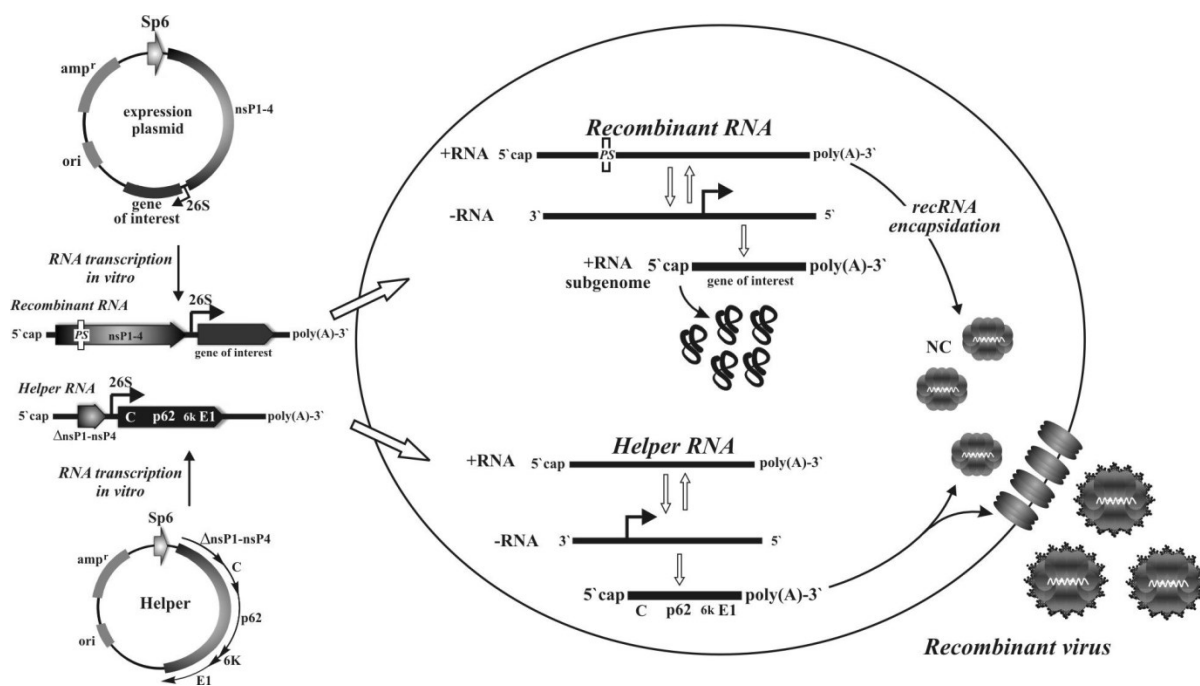 Sp6
amp^r
nsP1-4
expression
plasmid
ori
26S
gene
of interest
RNA transcription
in vitro
Recombinant RNA
26S
5`cap
PS
nsP1-4
poly(A)-3`
gene of interest
Helper RNA
26S
5`cap
C p62 6k E1
poly(A)-3`
ΔnsP1-nsP4
RNA transcription
in vitro
Sp6
ΔnsP1-nsP4
amp^r
C
Helper
p62
ori
6K
E1
Recombinant RNA
+RNA 5`cap
PS
poly(A)-3`
-RNA 3`
5`
recRNA
encapsidation
+RNA
subgenome
5`cap
poly(A)-3`
gene of interest
NC
Helper RNA
+RNA 5`cap
poly(A)-3`
-RNA 3`
5`
5`cap
poly(A)-3`
C p62 6k E1
Recombinant virus